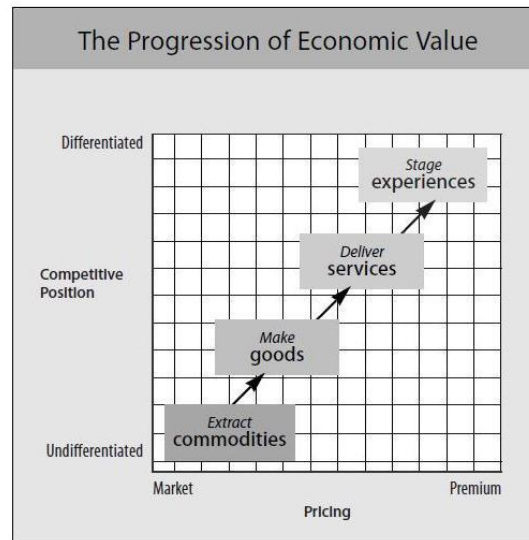 The Progression of Economic Value
Differentiated
Stage
experiences
Deliver
services
Competitive
Position
Make
goods
Extract
commodities
Undifferentiated
Market
Premium
Pricing